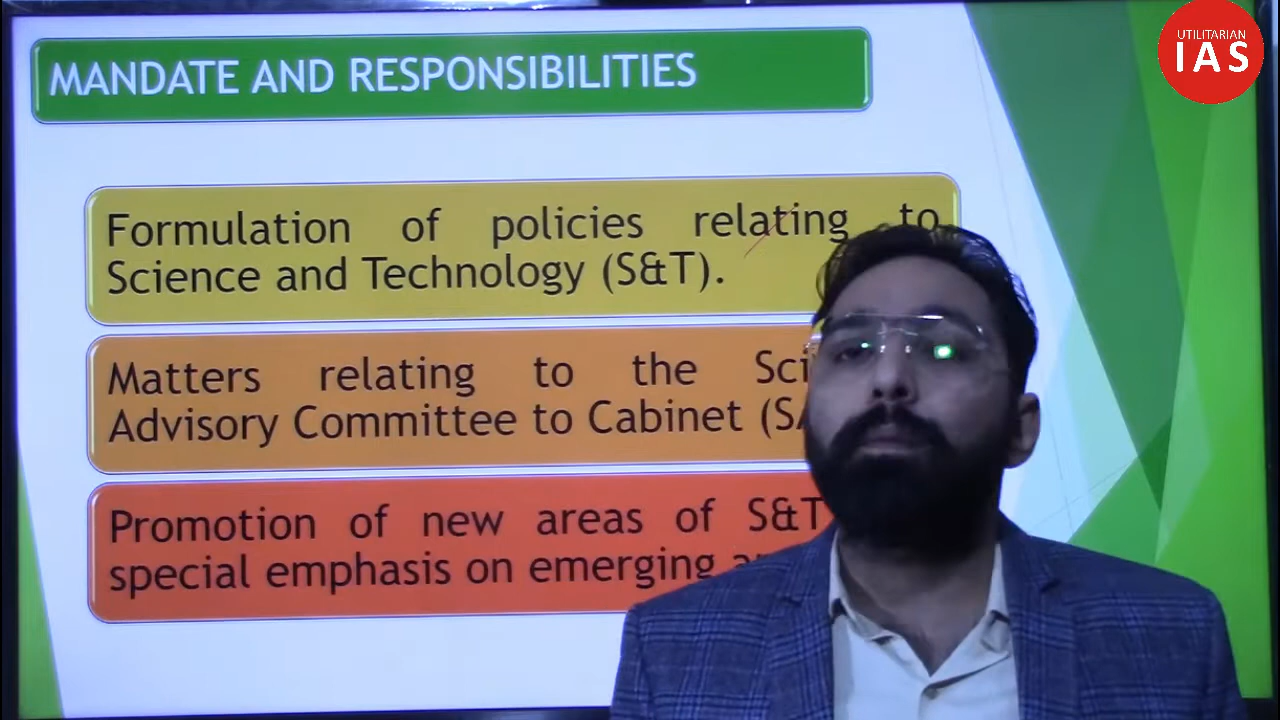 UTILITARIAN
IAS
MANDATE AND RESPONSIBILITIES
Formulation of policies relating to
Science and Technology (S&T).
Matters relating to the
Advisory Committee to Cabinet
Promotion of new areas of S&T
special emphasis on emerging